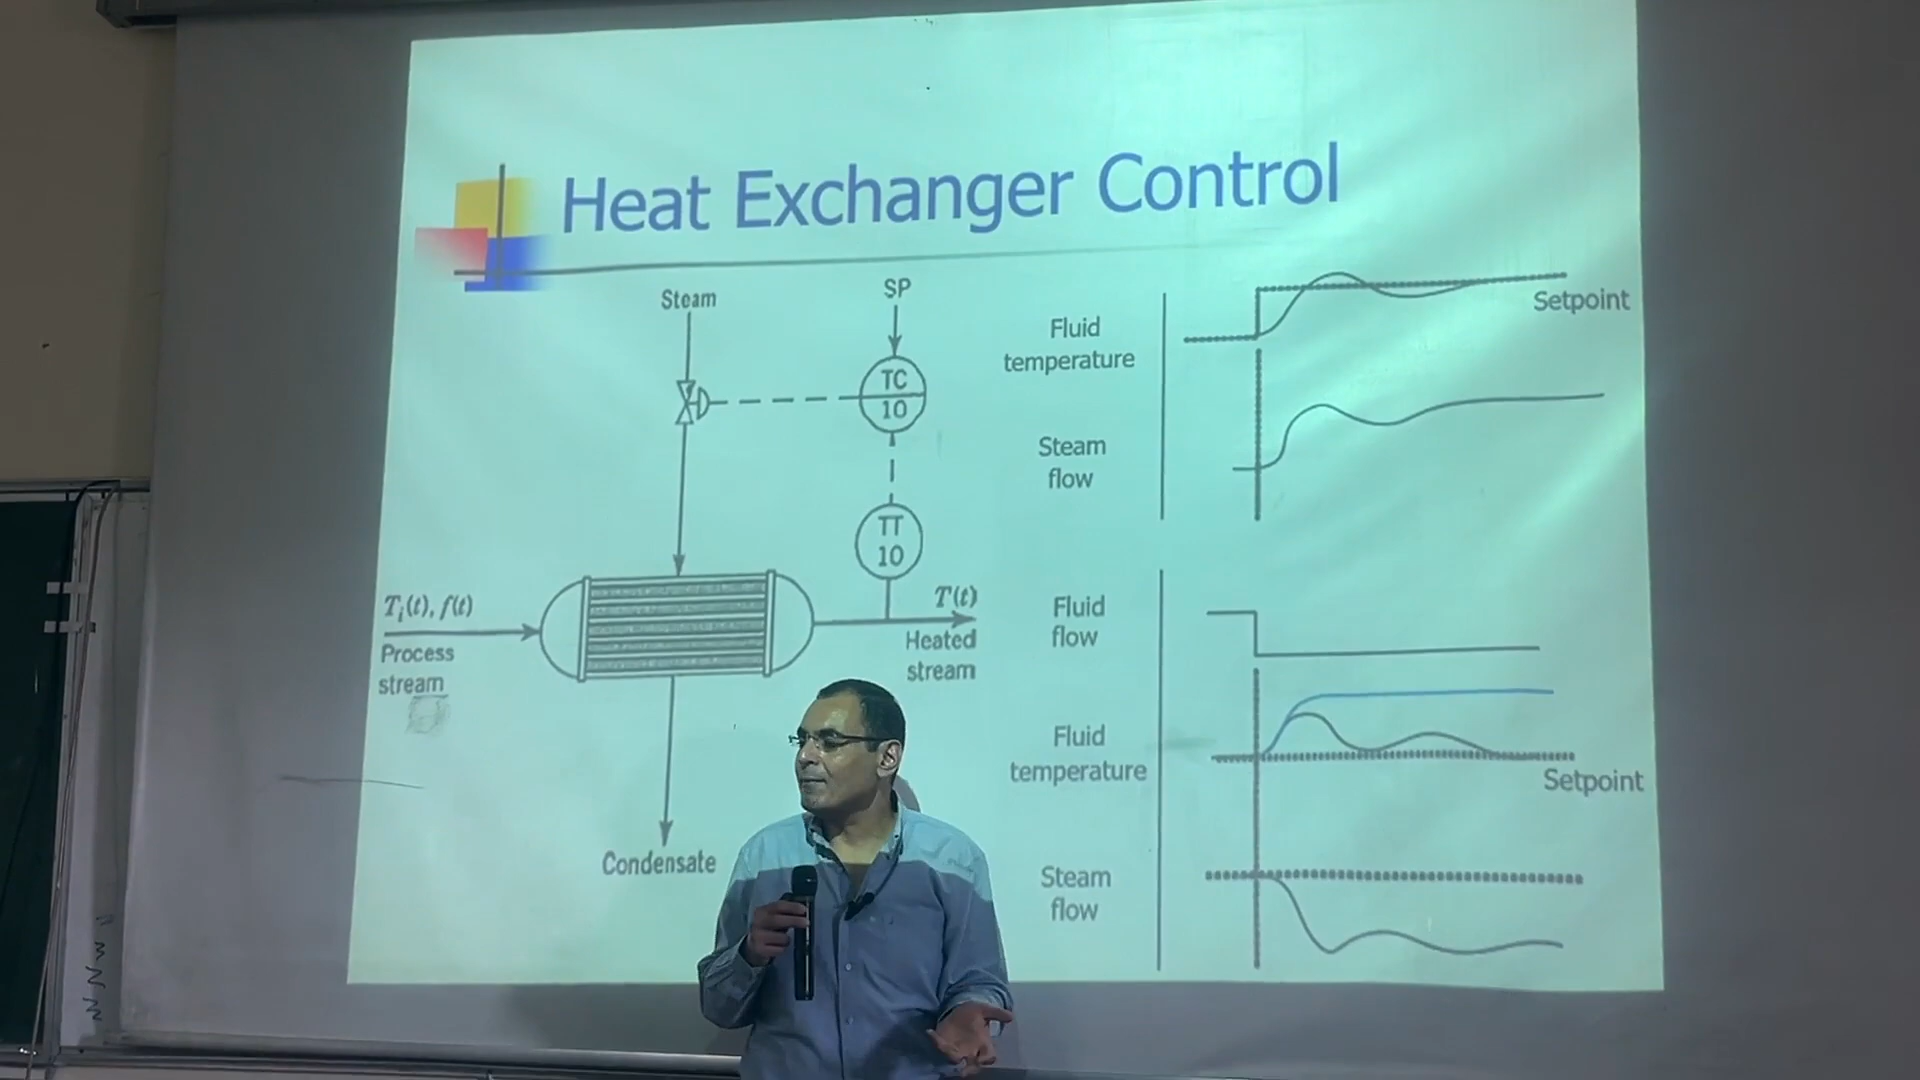 Heat Exchanger Control
Steam
SP
TC
10
TT
10
T_i(t), f(t)
Process
stream
T(t)
Heated
stream
Condensate
Fluid
temperature
Setpoint
Steam
flow
Fluid
flow
Fluid
temperature
Setpoint
Steam
flow